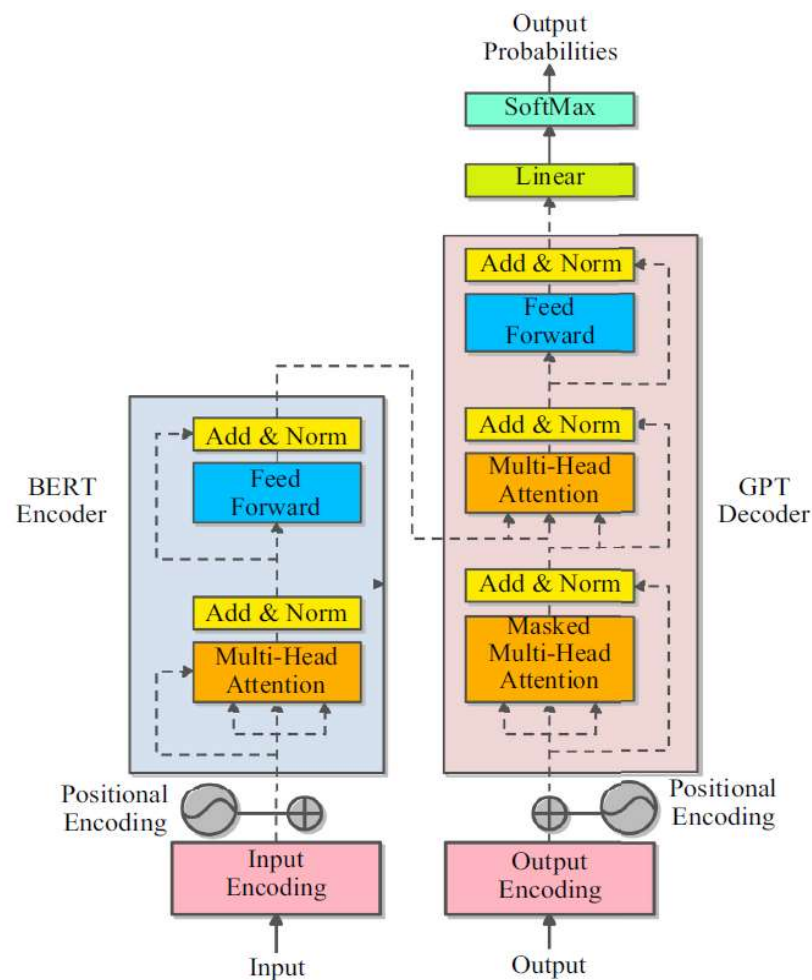 Output
Probabilities
SoftMax
Linear
Add & Norm
Feed
Forward
Add & Norm
Multi-Head
Attention
Add & Norm
Masked
Multi-Head
Attention
GPT
Decoder
BERT
Encoder
Add & Norm
Feed
Forward
Add & Norm
Multi-Head
Attention
Positional
Encoding
Positional
Encoding
Input
Encoding
Output
Encoding
Input
Output